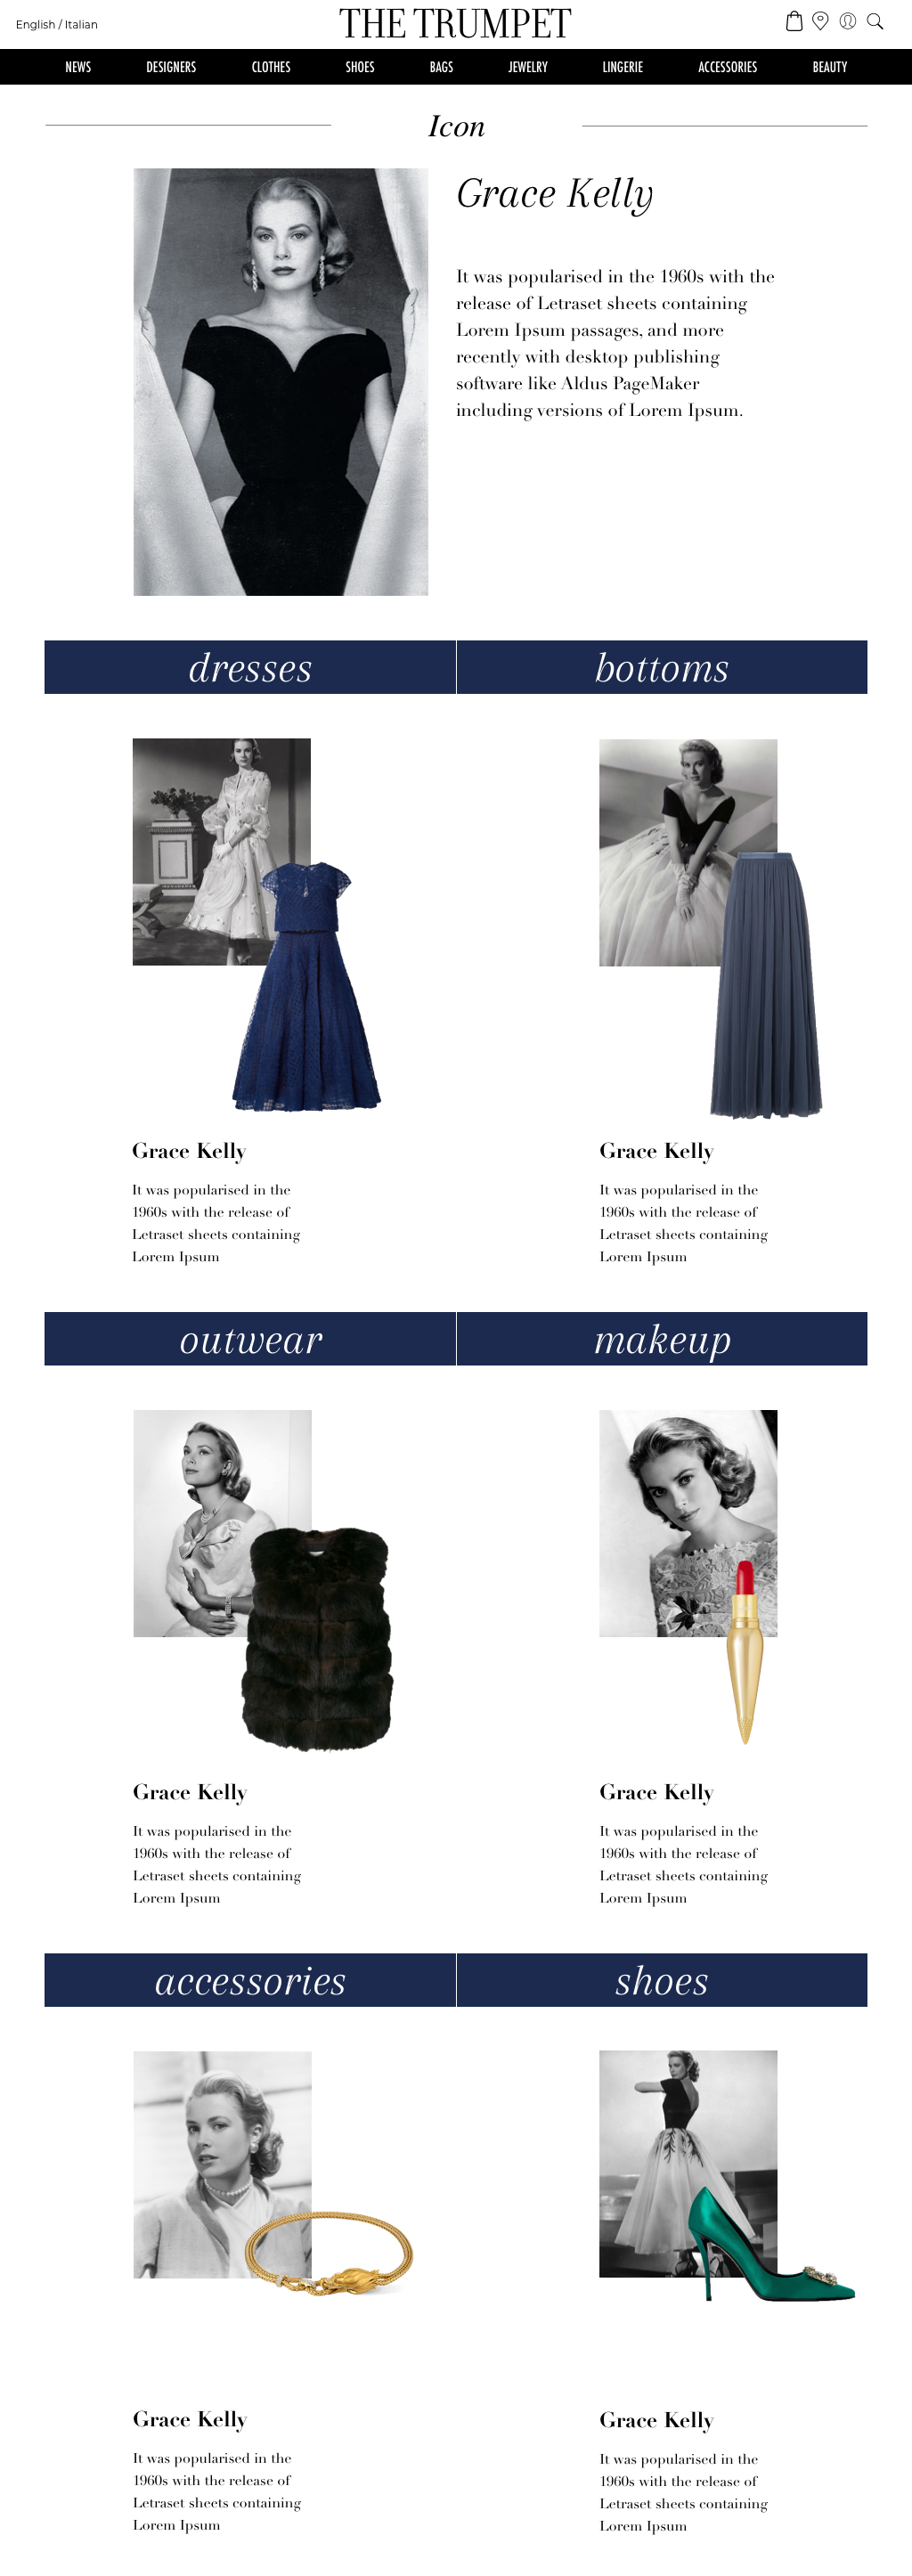 English / Italian
THE TRUMPET
NEWS DESIGNERS CLOTHES SHOES BAGS JEWELRY LINGERIE ACCESSORIES BEAUTY
Icon
Grace Kelly
It was popularised in the 1960s with the
release of Letraset sheets containing
Lorem Ipsum passages, and more
recently with desktop publishing
software like Aldus PageMaker
including versions of Lorem Ipsum.
dresses
bottoms
Grace Kelly
It was popularised in the
1960s with the release of
Letraset sheets containing
Lorem Ipsum
Grace Kelly
It was popularised in the
1960s with the release of
Letraset sheets containing
Lorem Ipsum
outwear
makeup
Grace Kelly
It was popularised in the
1960s with the release of
Letraset sheets containing
Lorem Ipsum
Grace Kelly
It was popularised in the
1960s with the release of
Letraset sheets containing
Lorem Ipsum
accessories
shoes
Grace Kelly
It was popularised in the
1960s with the release of
Letraset sheets containing
Lorem Ipsum
Grace Kelly
It was popularised in the
1960s with the release of
Letraset sheets containing
Lorem Ipsum